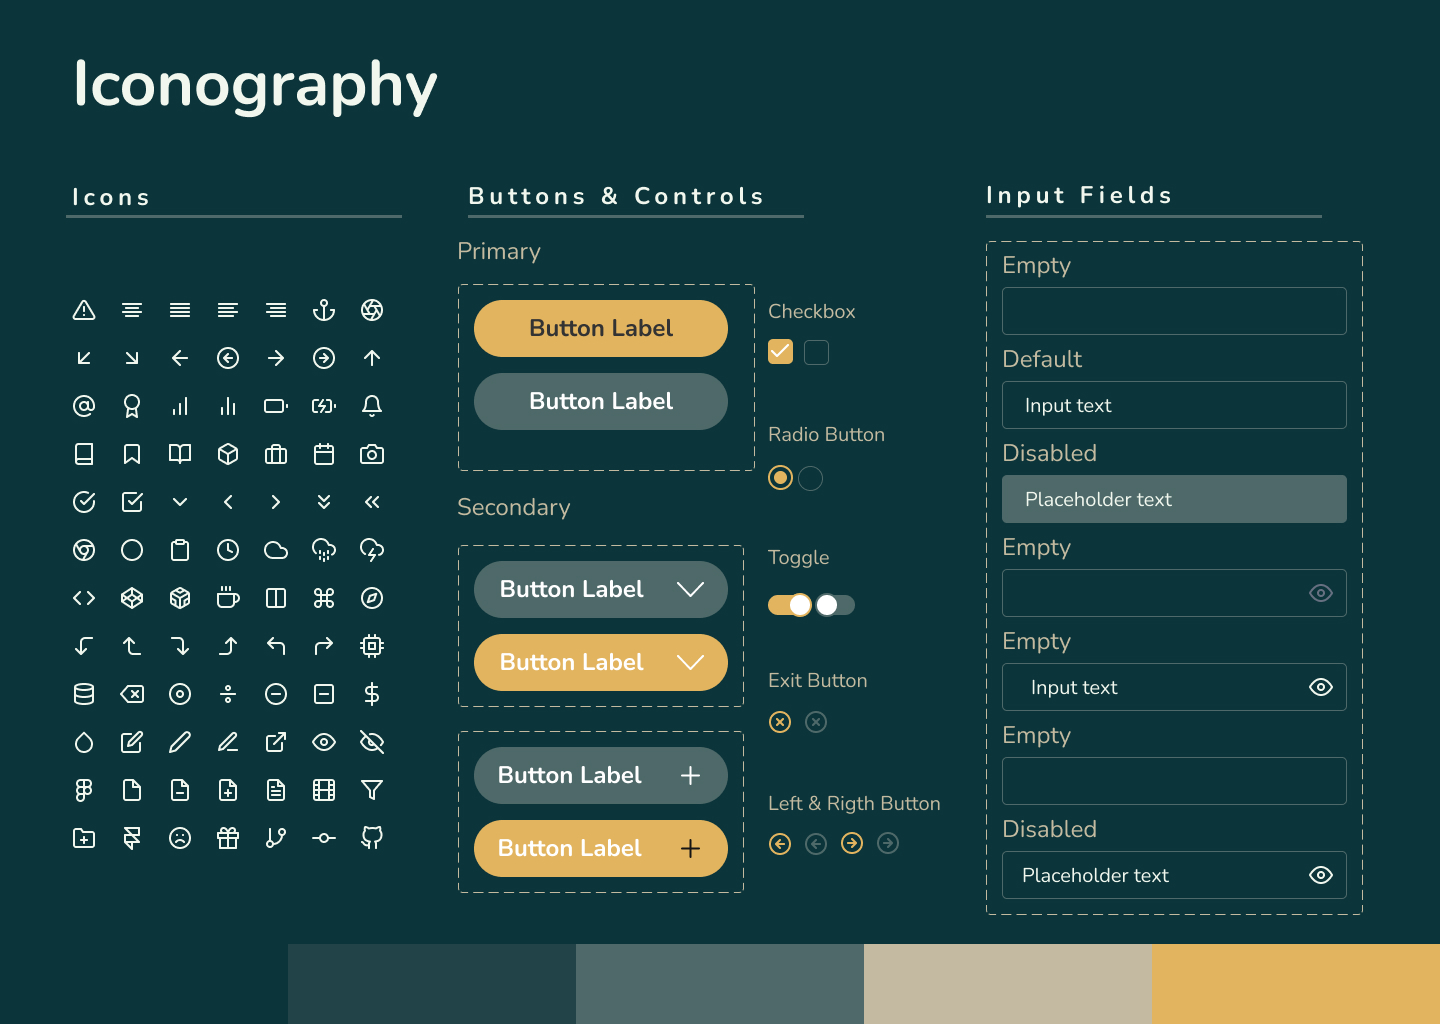 Iconography
Icons
Buttons & Controls
Primary
Button Label
Button Label
Secondary
Button Label
Button Label
Button Label
Button Label
Checkbox
Radio Button
Toggle
Exit Button
Left & Rigth Button
Input Fields
Empty
Default
Input text
Disabled
Placeholder text
Empty
Empty
Input text
Empty
Disabled
Placeholder text